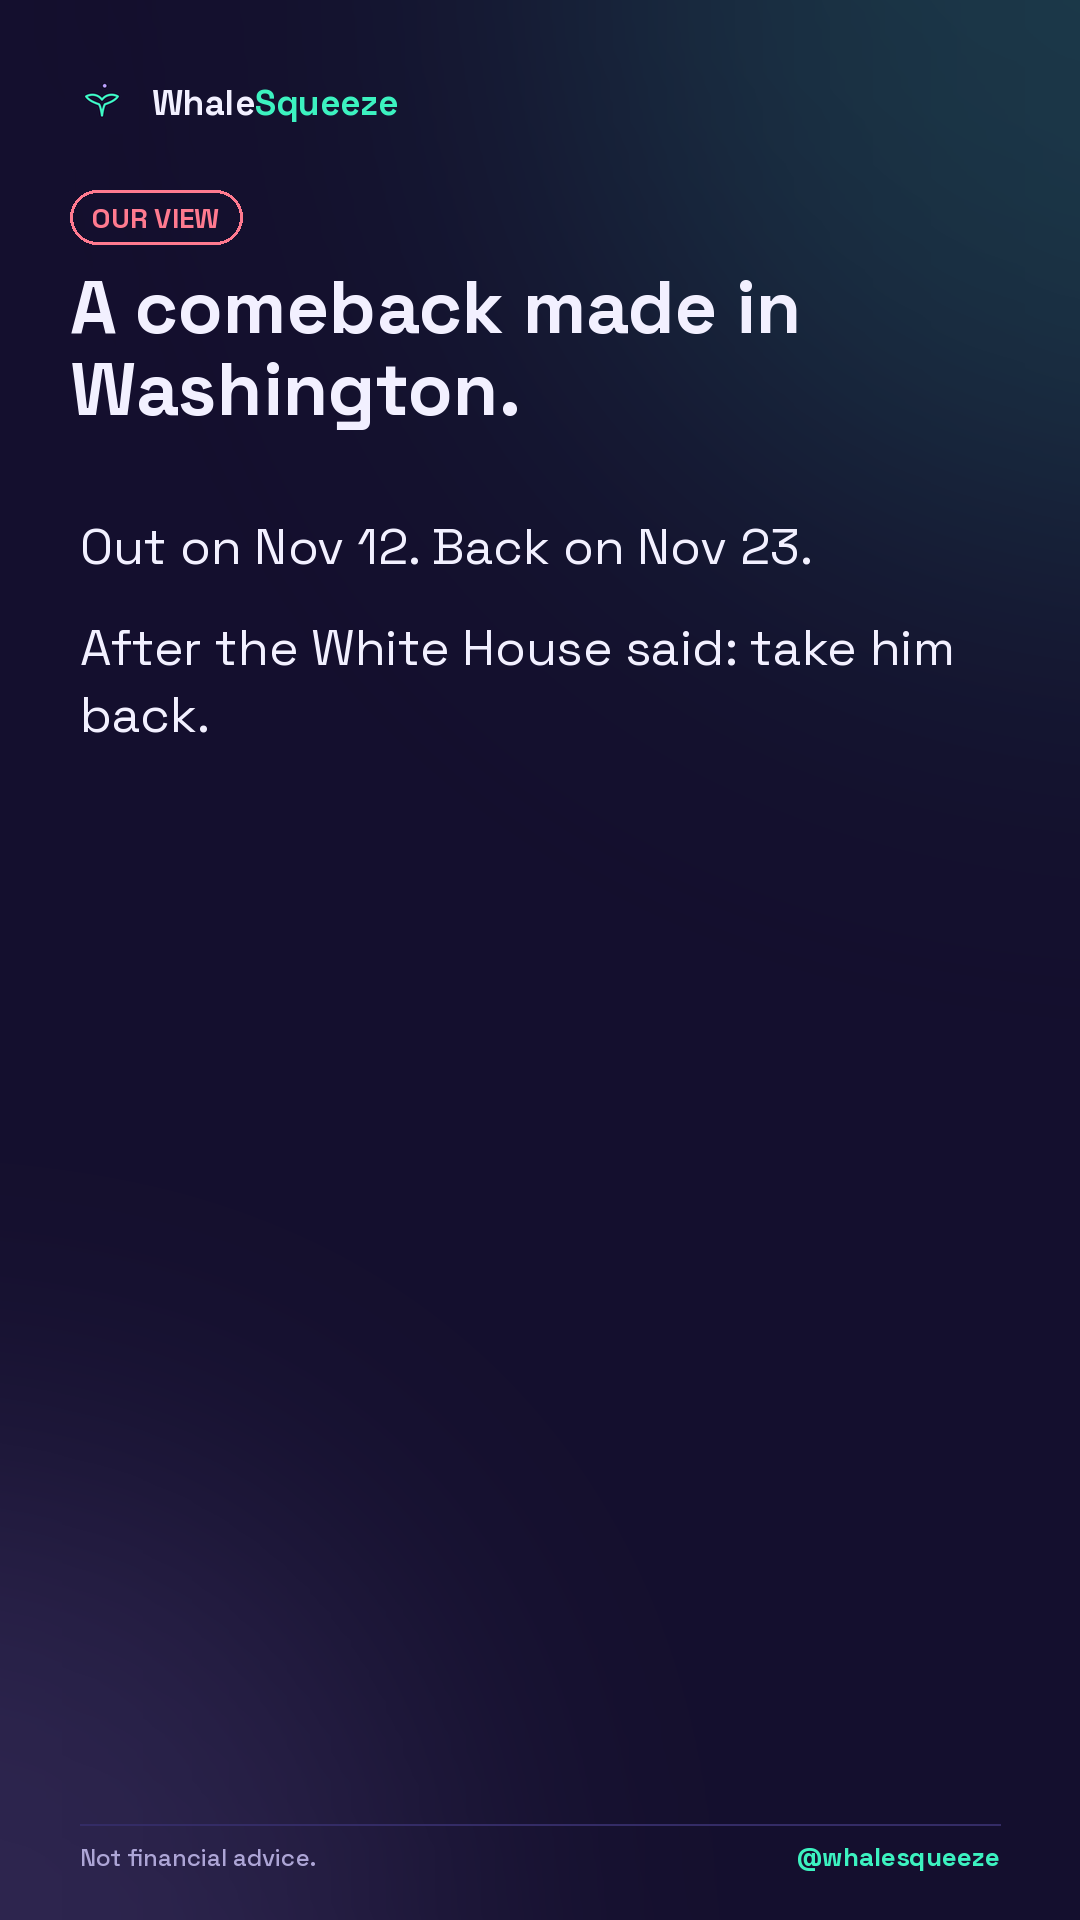 WhaleSqueeze
OUR VIEW
A comeback made in
Washington.
Out on Nov 12. Back on Nov 23.
After the White House said: take him
back.
Not financial advice.
@whalesqueeze